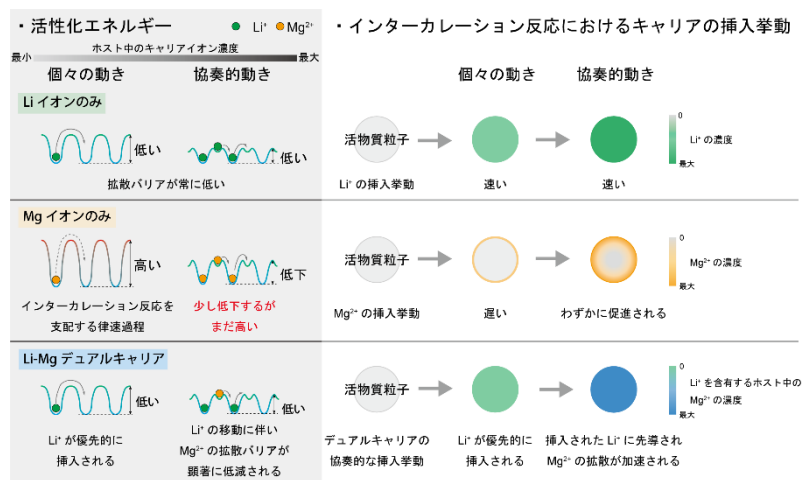 ・活性化エネルギー
Li⁺ Mg²⁺
ホスト中のキャリアイオン濃度
最小 最大
個々の動き 協奏的動き
Li イオンのみ
低い 低い
拡散バリアが常に低い
Mg イオンのみ
高い 低下
インターカレーション反応を
支配する律速過程
少し低下するが
まだ高い
Li-Mg デュアルキャリア
低い 低い
Li⁺ が優先的に
挿入される
Li⁺ の移動に伴い
Mg²⁺ の拡散バリアが
顕著に低減される
・インターカレーション反応におけるキャリアの挿入挙動
個々の動き 協奏的動き
活物質粒子
0
Li⁺ の濃度
最大
Li⁺ の挿入挙動 速い 速い
活物質粒子
0
Mg²⁺ の濃度
最大
Mg²⁺ の挿入挙動 遅い わずかに促進される
活物質粒子
0
Li⁺ を含有するホスト中の
Mg²⁺ の濃度
最大
デュアルキャリアの
協奏的な挿入挙動
Li⁺ が優先的に
挿入される
挿入された Li⁺ に先導され
Mg²⁺ の拡散が加速される